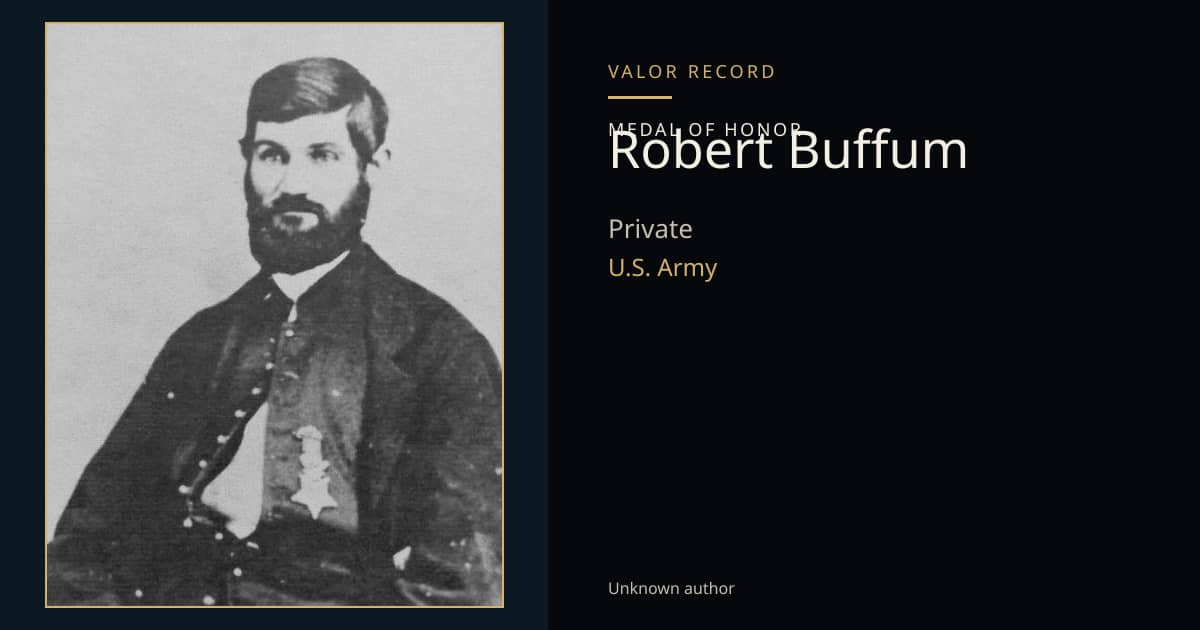 VALOR RECORD
MEDAL OF HONOR
Robert Buffum
Private
U.S. Army
Unknown author